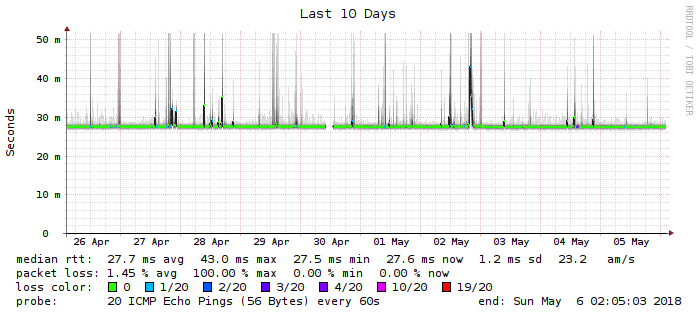 Last 10 Days
RRDTOOL / TOBI OETIKER
Seconds
50 m
40 m
30 m
20 m
10 m
0
26 Apr 27 Apr 28 Apr 29 Apr 30 Apr 01 May 02 May 03 May 04 May 05 May
median rtt: 27.7 ms avg 43.0 ms max 27.5 ms min 27.6 ms now 1.2 ms sd 23.2 am/s
packet loss: 1.45 % avg 100.00 % max 0.00 % min 0.00 % now
loss color: 0 1/20 2/20 3/20 4/20 10/20 19/20
probe: 20 ICMP Echo Pings (56 Bytes) every 60s end: Sun May 6 02:05:03 2018